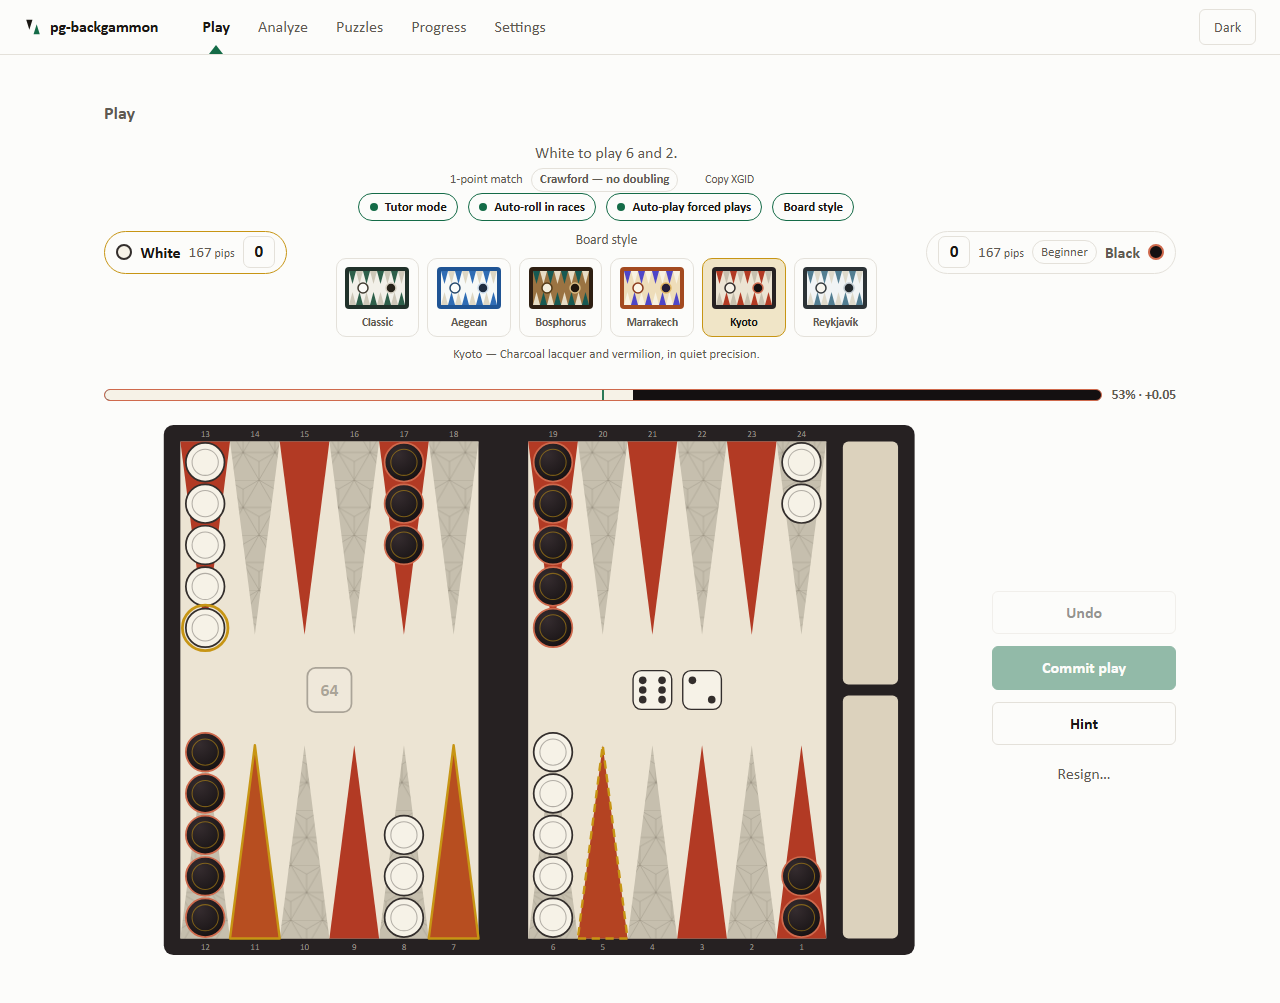 pg-backgammon Play Analyze Puzzles Progress Settings Dark
Play
White to play 6 and 2.
1-point match Crawford — no doubling Copy XGID
Tutor mode Auto-roll in races Auto-play forced plays Board style
White 167 pips 0
Board style
0 167 pips Beginner Black
Classic Aegean Bosphorus Marrakech Kyoto Reykjavík
Kyoto — Charcoal lacquer and vermilion, in quiet precision.
53% · +0.05
13 14 15 16 17 18 19 20 21 22 23 24
64
Undo
Commit play
Hint
Resign...
12 11 10 9 8 7 6 5 4 3 2 1